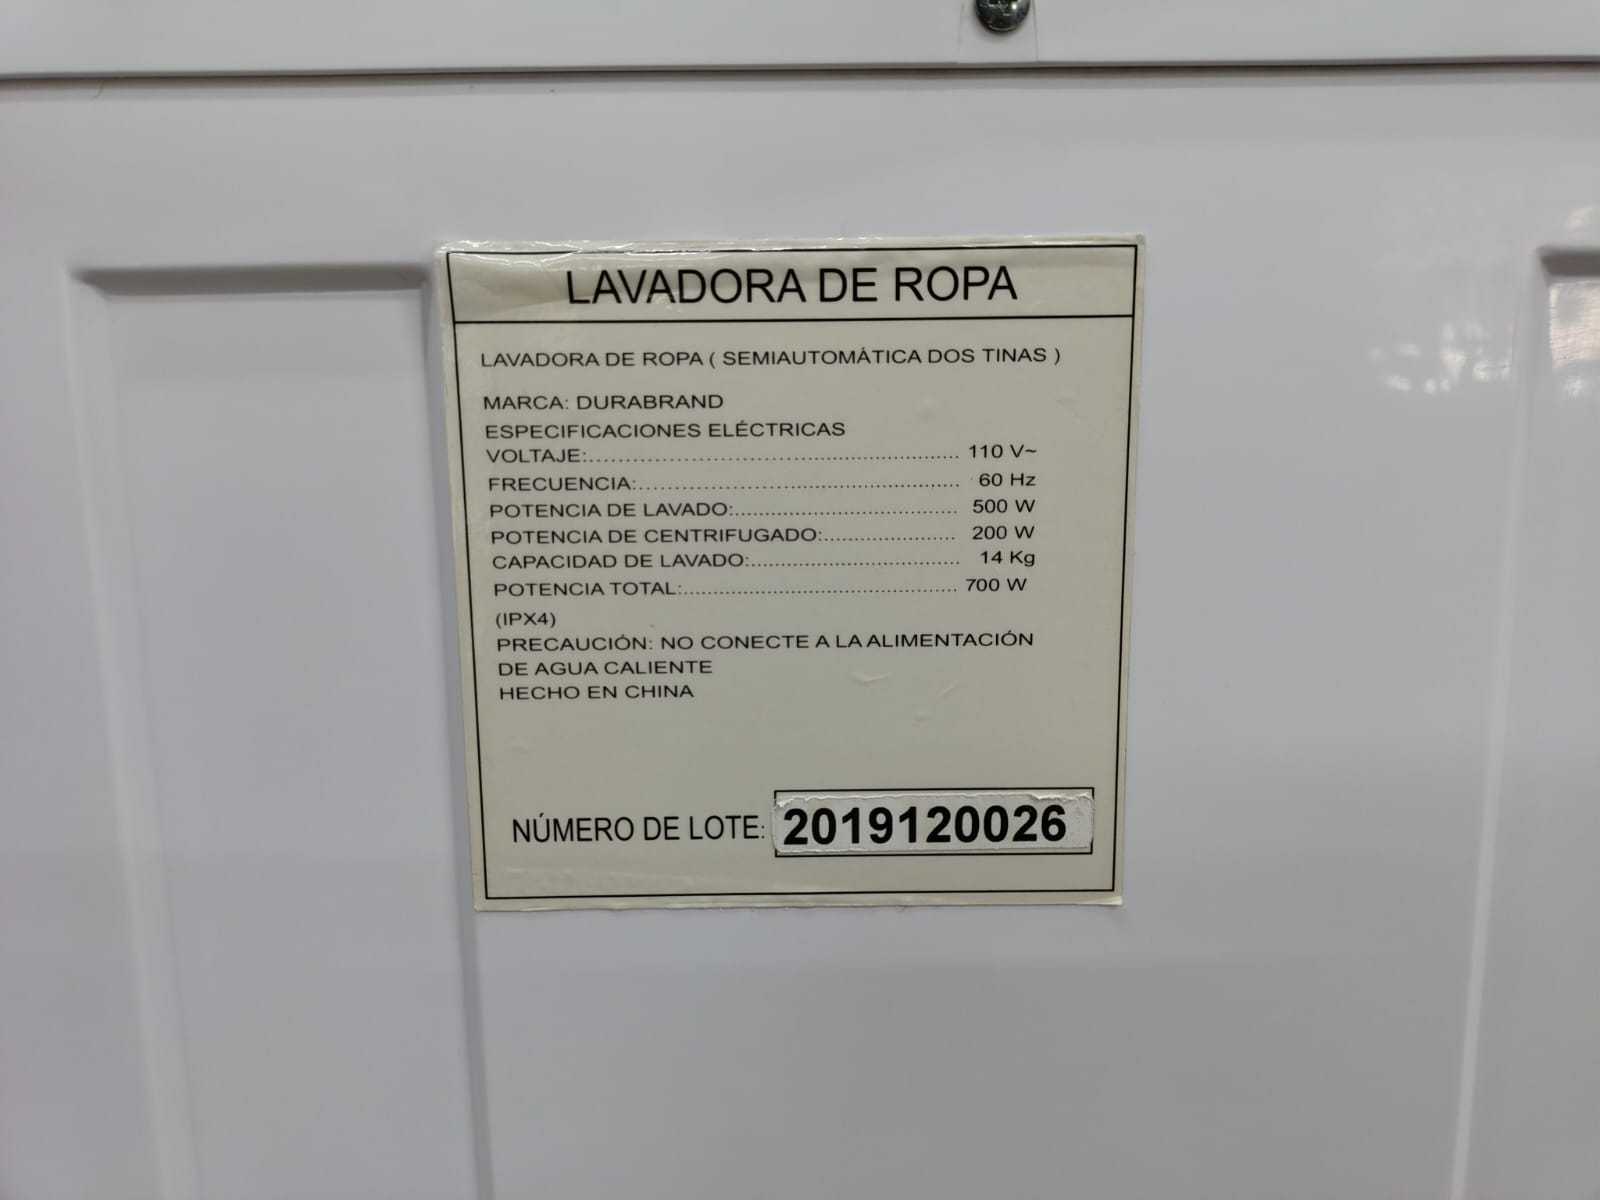 LAVADORA DE ROPA
LAVADORA DE ROPA ( SEMIAUTOMÁTICA DOS TINAS )
MARCA: DURABRAND
ESPECIFICACIONES ELÉCTRICAS
VOLTAJE:.......................................................... 110 V~
FRECUENCIA:.................................................. 60 Hz
POTENCIA DE LAVADO:................................... 500 W
POTENCIA DE CENTRIFUGADO:..................... 200 W
CAPACIDAD DE LAVADO:................................. 14 Kg
POTENCIA TOTAL:........................................... 700 W
(IPX4)
PRECAUCIÓN: NO CONECTE A LA ALIMENTACIÓN
DE AGUA CALIENTE
HECHO EN CHINA
NÚMERO DE LOTE: 2019120026